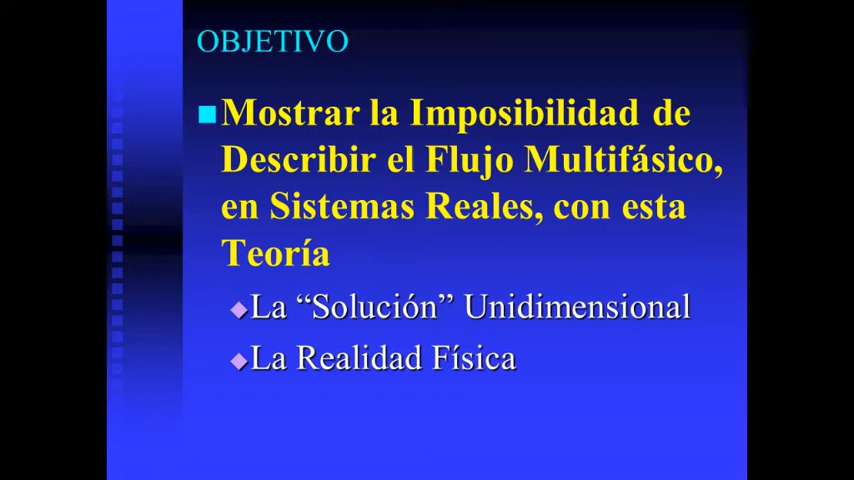 OBJETIVO
Mostrar la Imposibilidad de
Describir el Flujo Multifásico,
en Sistemas Reales, con esta
Teoría
La “Solución” Unidimensional
La Realidad Física